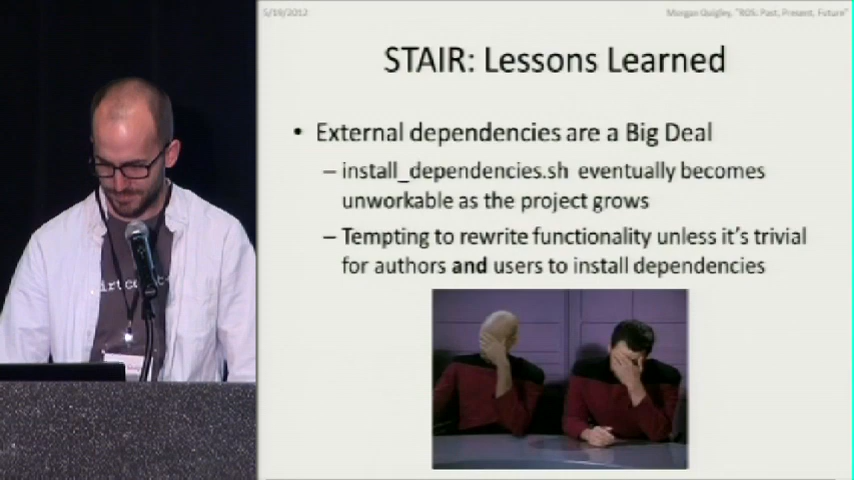 5/19/2012
Morgan Quigley, "ROS: Past, Present, Future"
STAIR: Lessons Learned
• External dependencies are a Big Deal
– install_dependencies.sh eventually becomes
unworkable as the project grows
– Tempting to rewrite functionality unless it's trivial
for authors and users to install dependencies